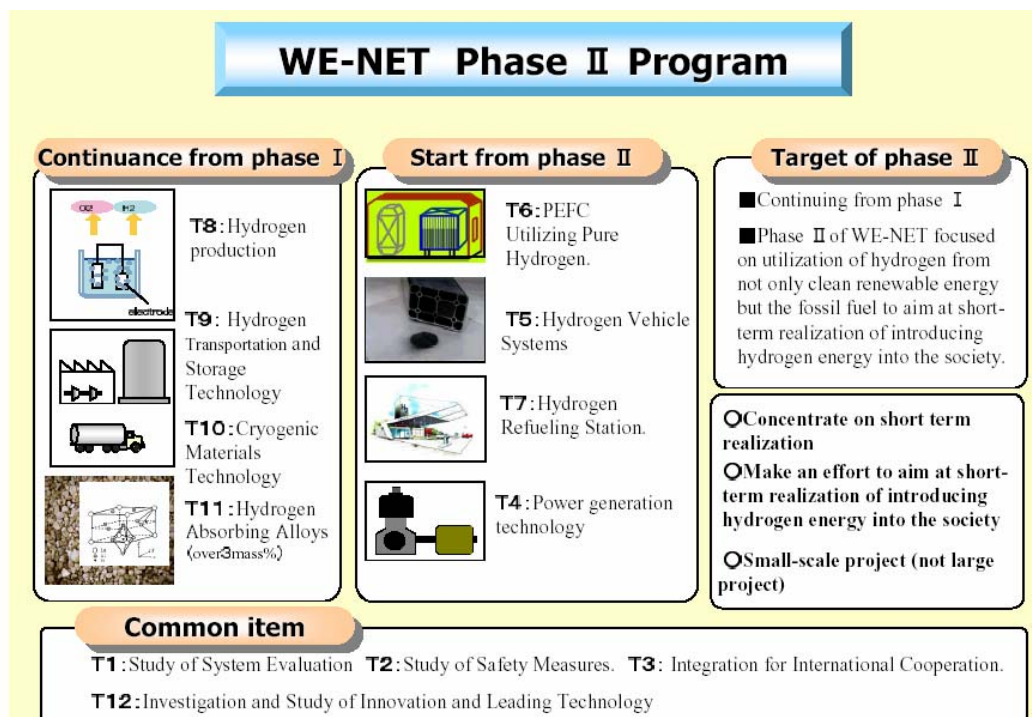 WE-NET Phase Ⅱ Program
Continuance from phase Ⅰ
O2
H2
electrode
T8:Hydrogen
production
T9: Hydrogen
Transportation and
Storage
Technology
T10:Cryogenic
Materials
Technology
T11:Hydrogen
Absorbing Alloys
(over3mass%)
Start from phase Ⅱ
T6:PEFC
Utilizing Pure
Hydrogen.
T5:Hydrogen Vehicle
Systems
T7:Hydrogen
Refueling Station.
T4:Power generation
technology
Target of phase Ⅱ
■Continuing from phase Ⅰ
■Phase Ⅱ of WE-NET focused
on utilization of hydrogen from
not only clean renewable energy
but the fossil fuel to aim at short-
term realization of introducing
hydrogen energy into the society.
○Concentrate on short term
realization
○Make an effort to aim at short-
term realization of introducing
hydrogen energy into the society
○Small-scale project (not large
project)
Common item
T1:Study of System Evaluation T2:Study of Safety Measures. T3: Integration for International Cooperation.
T12:Investigation and Study of Innovation and Leading Technology